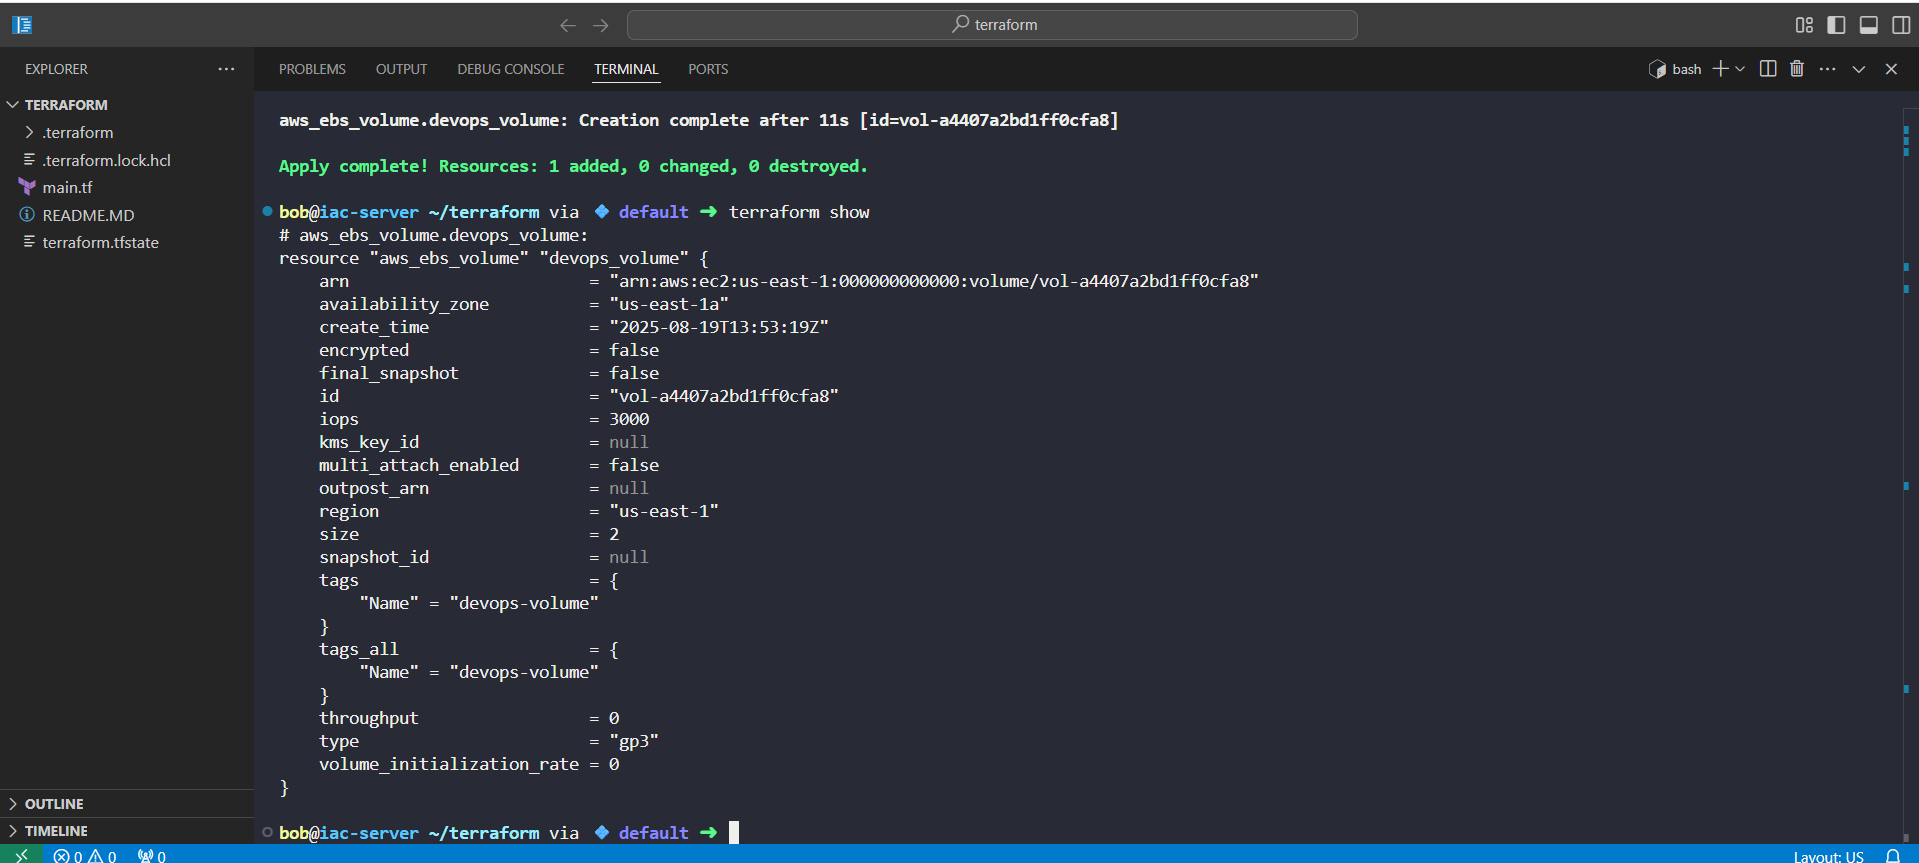 terraform
EXPLORER
TERRAFORM
.terraform
.terraform.lock.hcl
main.tf
README.MD
terraform.tfstate
OUTLINE
TIMELINE
PROBLEMS OUTPUT DEBUG CONSOLE TERMINAL PORTS
bash
aws_ebs_volume.devops_volume: Creation complete after 11s [id=vol-a4407a2bd1ff0cfa8]
Apply complete! Resources: 1 added, 0 changed, 0 destroyed.
bob@iac-server ~/terraform via default ➜ terraform show
# aws_ebs_volume.devops_volume:
resource "aws_ebs_volume" "devops_volume" {
    arn                        = "arn:aws:ec2:us-east-1:000000000000:volume/vol-a4407a2bd1ff0cfa8"
    availability_zone          = "us-east-1a"
    create_time                = "2025-08-19T13:53:19Z"
    encrypted                  = false
    final_snapshot             = false
    id                         = "vol-a4407a2bd1ff0cfa8"
    iops                       = 3000
    kms_key_id                 = null
    multi_attach_enabled       = false
    outpost_arn                = null
    region                     = "us-east-1"
    size                       = 2
    snapshot_id                = null
    tags                       = {
        "Name" = "devops-volume"
    }
    tags_all                   = {
        "Name" = "devops-volume"
    }
    throughput                 = 0
    type                       = "gp3"
    volume_initialization_rate = 0
}
bob@iac-server ~/terraform via default ➜
0 0 0
Layout: US